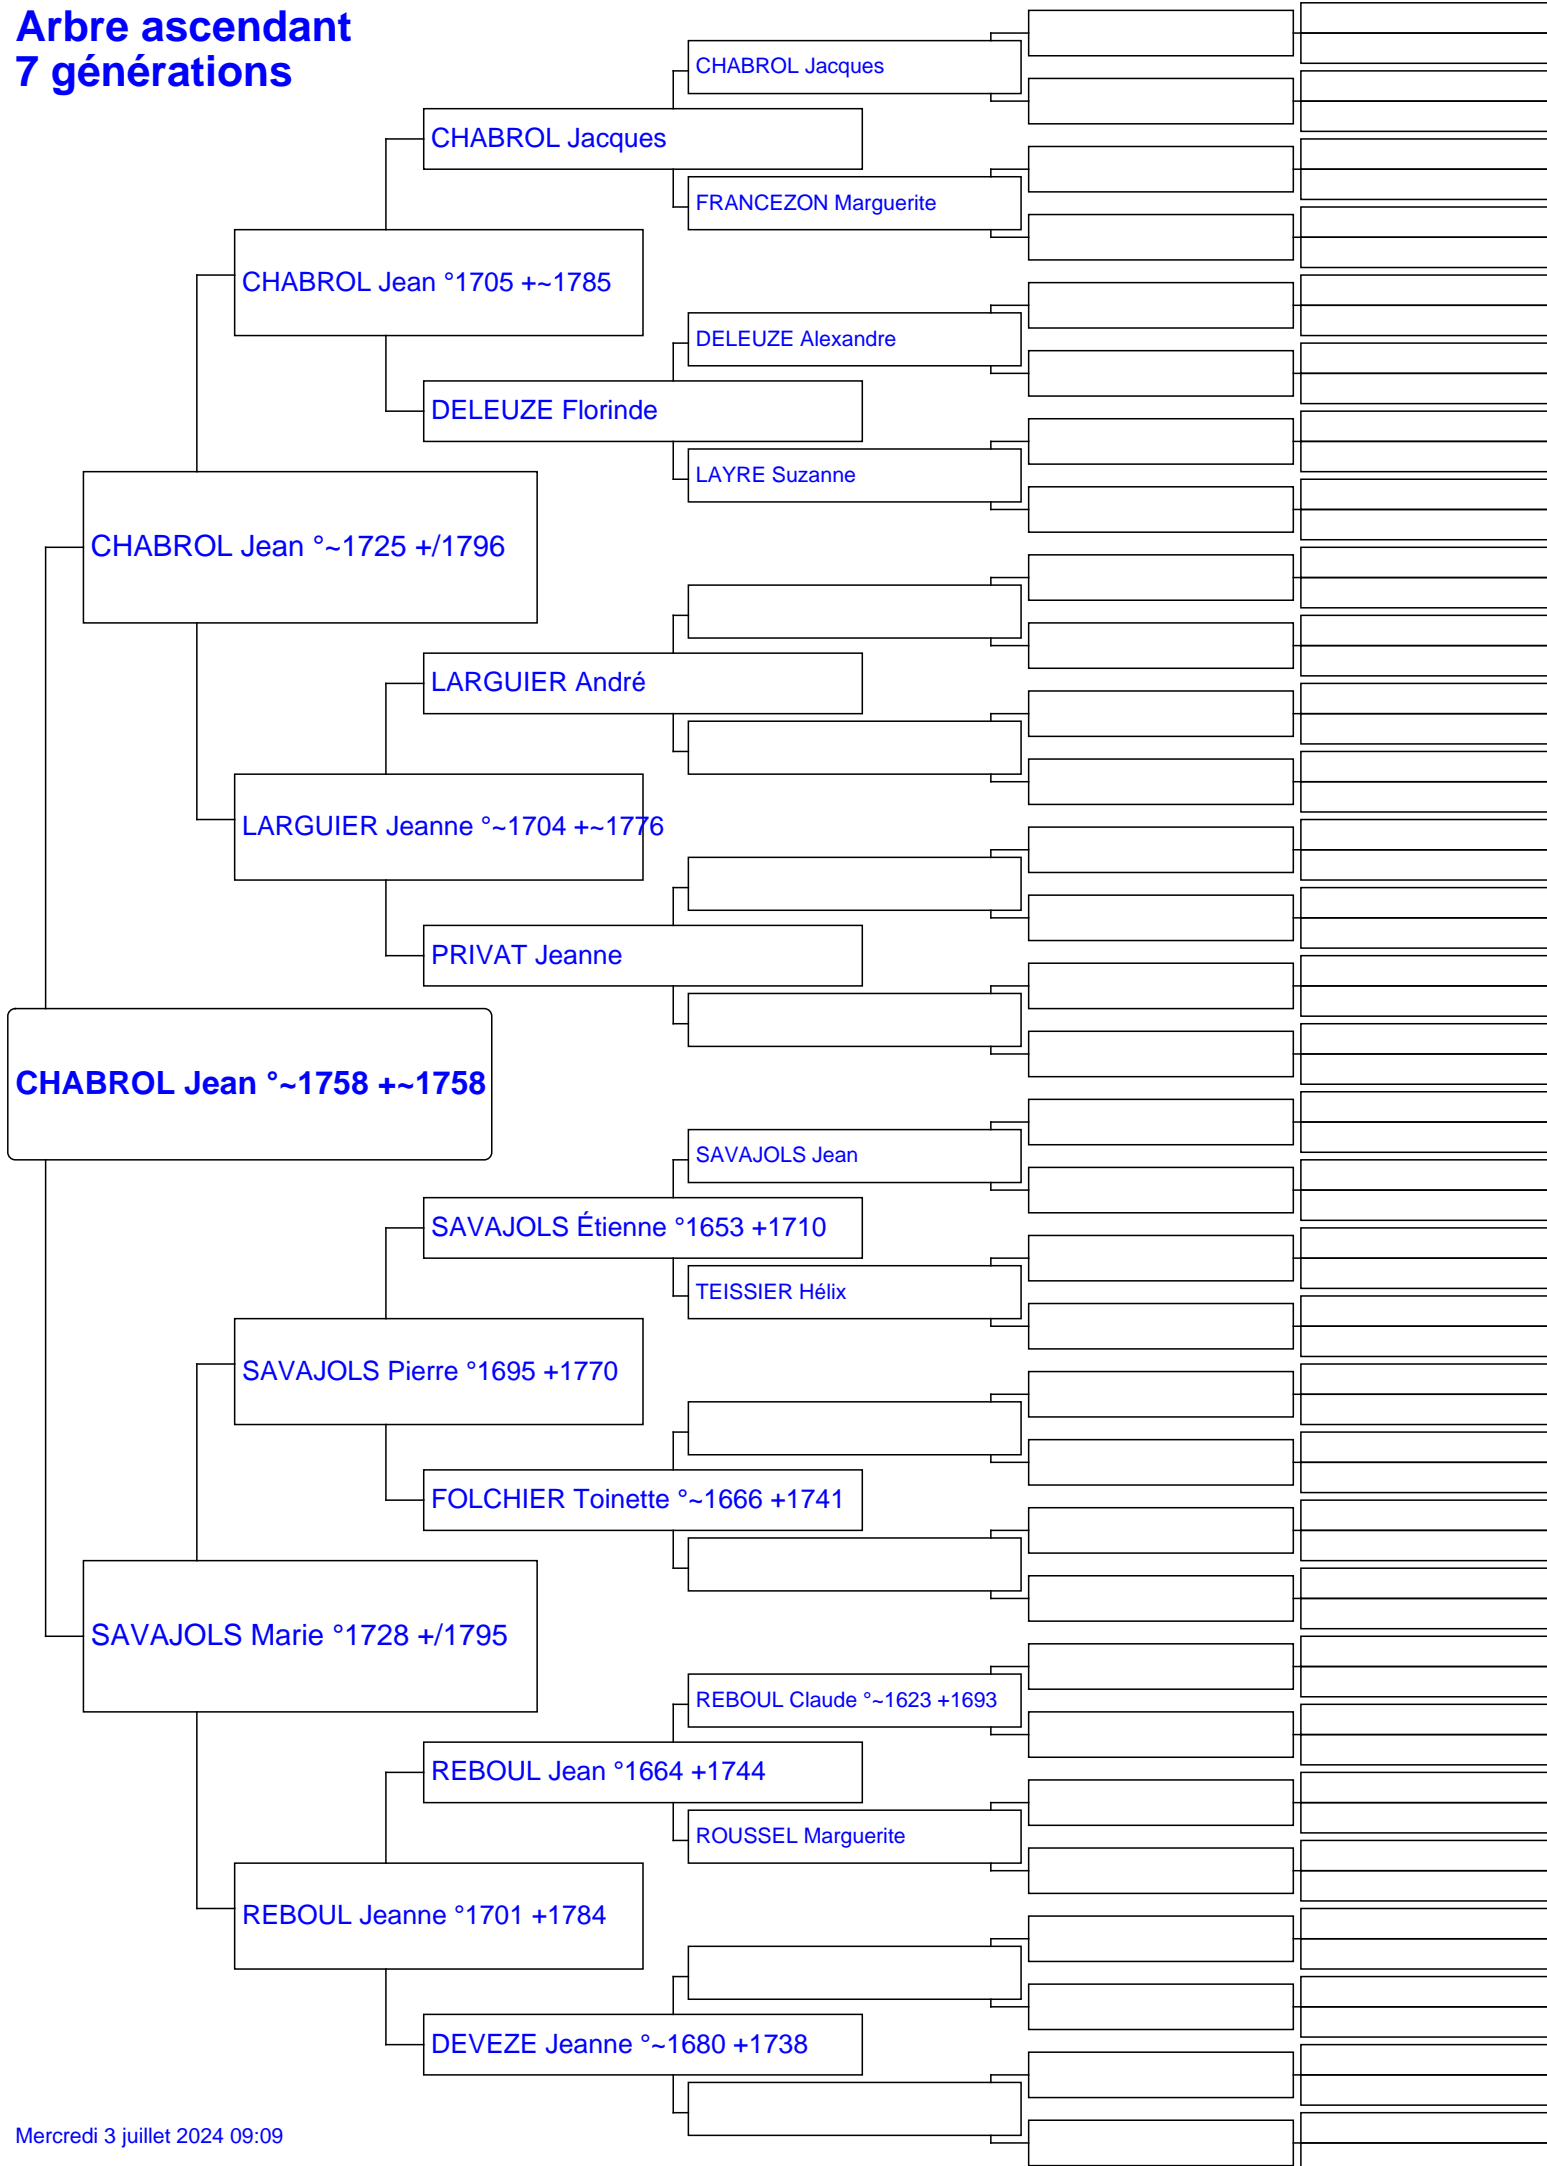 Arbre ascendant
7 générations
CHABROL Jacques
CHABROL Jacques
FRANCEZON Marguerite
CHABROL Jean °1705 +~1785
DELEUZE Alexandre
DELEUZE Florinde
LAYRE Suzanne
CHABROL Jean °~1725 +/1796
LARGUIER André
LARGUIER Jeanne °~1704 +~1776
PRIVAT Jeanne
CHABROL Jean °~1758 +~1758
SAVAJOLS Jean
SAVAJOLS Étienne °1653 +1710
TEISSIER Hélix
SAVAJOLS Pierre °1695 +1770
FOLCHIER Toinette °~1666 +1741
SAVAJOLS Marie °1728 +/1795
REBOUL Claude °~1623 +1693
REBOUL Jean °1664 +1744
ROUSSEL Marguerite
REBOUL Jeanne °1701 +1784
DEVEZE Jeanne °~1680 +1738
Mercredi 3 juillet 2024 09:09